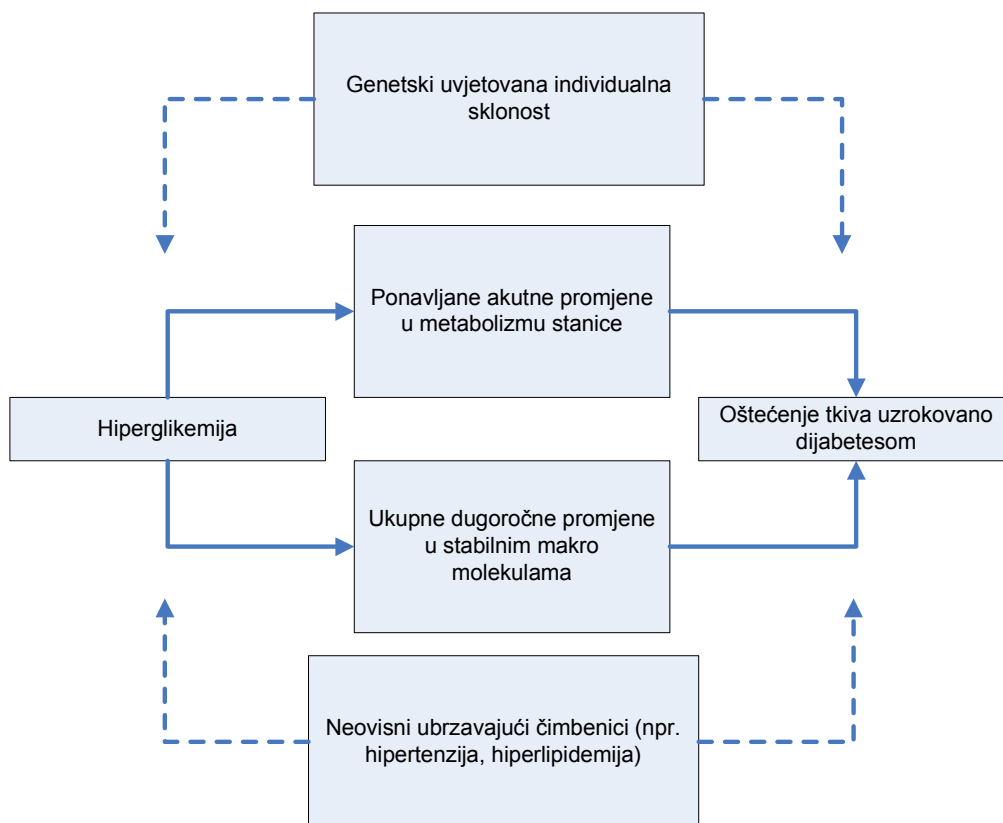 Genetski uvjetovana individualna
sklonost
Ponavljane akutne promjene
u metabolizmu stanice
Hiperglikemija
Oštećenje tkiva uzrokovano
dijabetesom
Ukupne dugoročne promjene
u stabilnim makro
molekulama
Neovisni ubrzavajući čimbenici (npr.
hipertenzija, hiperlipidemija)